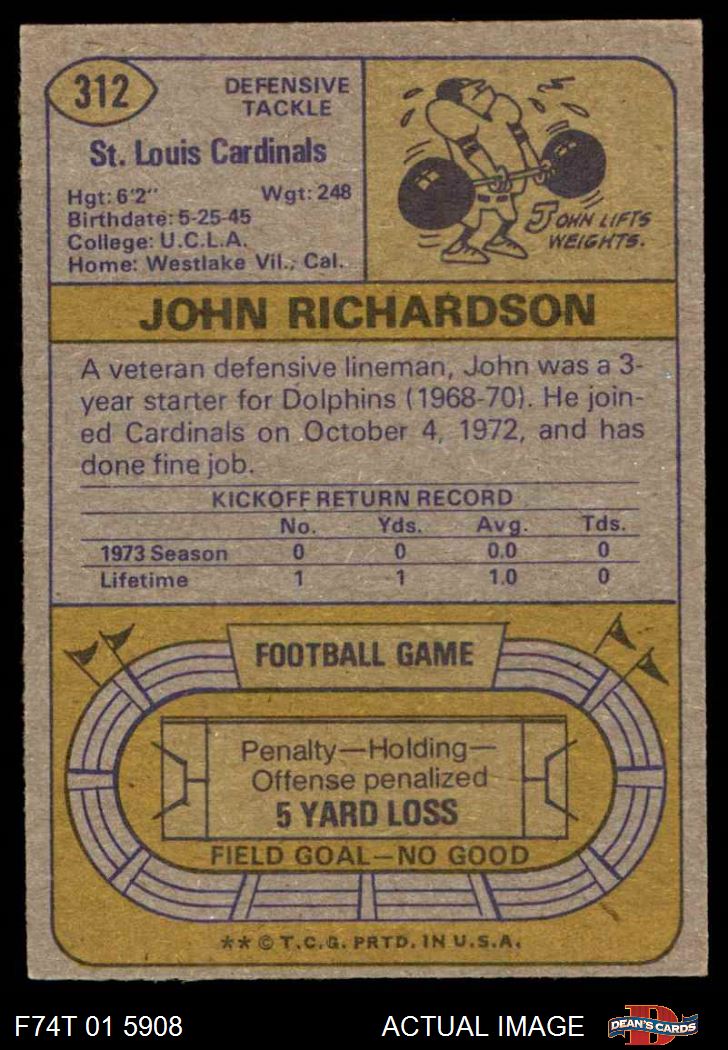 312
DEFENSIVE
TACKLE
St. Louis Cardinals
Hgt: 6'2" Wgt: 248
Birthdate: 5-25-45
College: U.C.L.A.
Home: Westlake Vil., Cal.
JOHN LIFTS
WEIGHTS.
JOHN RICHARDSON
A veteran defensive lineman, John was a 3-
year starter for Dolphins (1968-70). He join-
ed Cardinals on October 4, 1972, and has
done fine job.
KICKOFF RETURN RECORD
No. Yds. Avg. Tds.
1973 Season 0 0 0.0 0
Lifetime 1 1 1.0 0
FOOTBALL GAME
Penalty—Holding—
Offense penalized
5 YARD LOSS
FIELD GOAL—NO GOOD
** © T.C.G. PRTD. IN U.S.A.
F74T 01 5908 ACTUAL IMAGE
D
DEAN'S CARDS